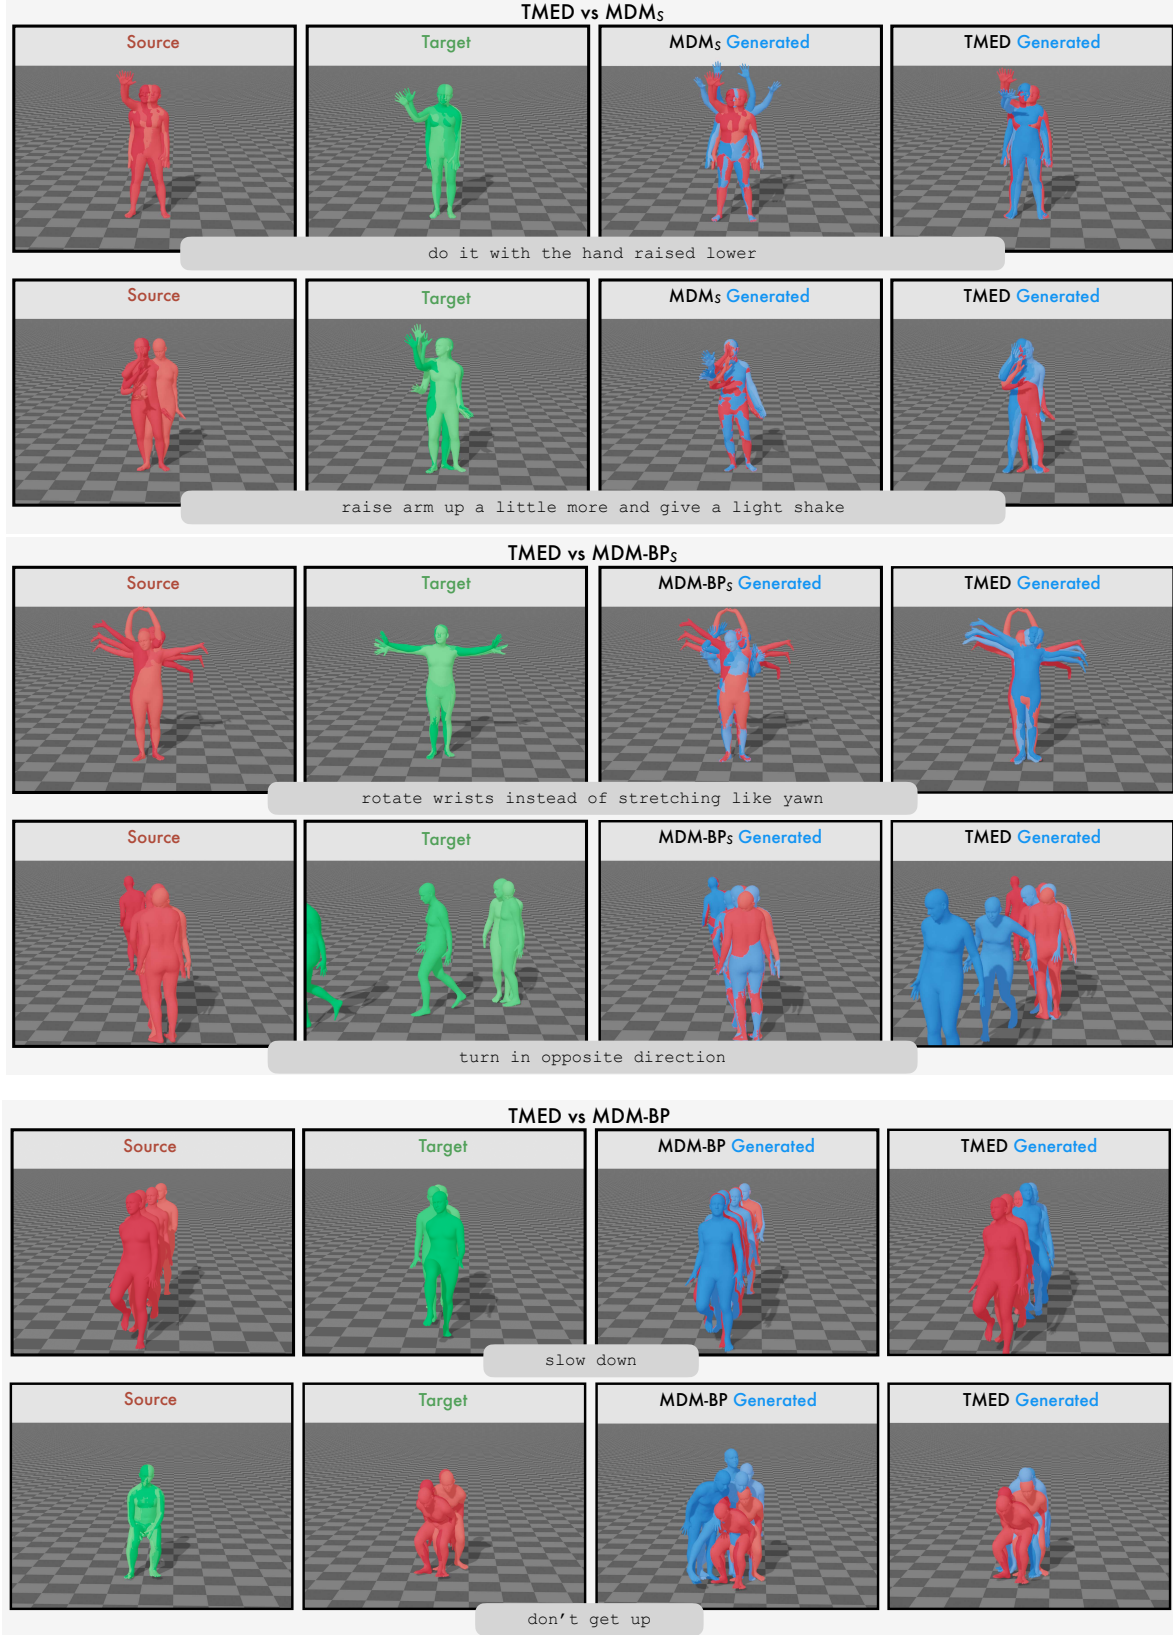 TMED vs MDMS
Source Target MDMS Generated TMED Generated
do it with the hand raised lower
Source Target MDMS Generated TMED Generated
raise arm up a little more and give a light shake
TMED vs MDM-BPS
Source Target MDM-BPS Generated TMED Generated
rotate wrists instead of stretching like yawn
Source Target MDM-BPS Generated TMED Generated
turn in opposite direction
TMED vs MDM-BP
Source Target MDM-BP Generated TMED Generated
slow down
Source Target MDM-BP Generated TMED Generated
don't get up